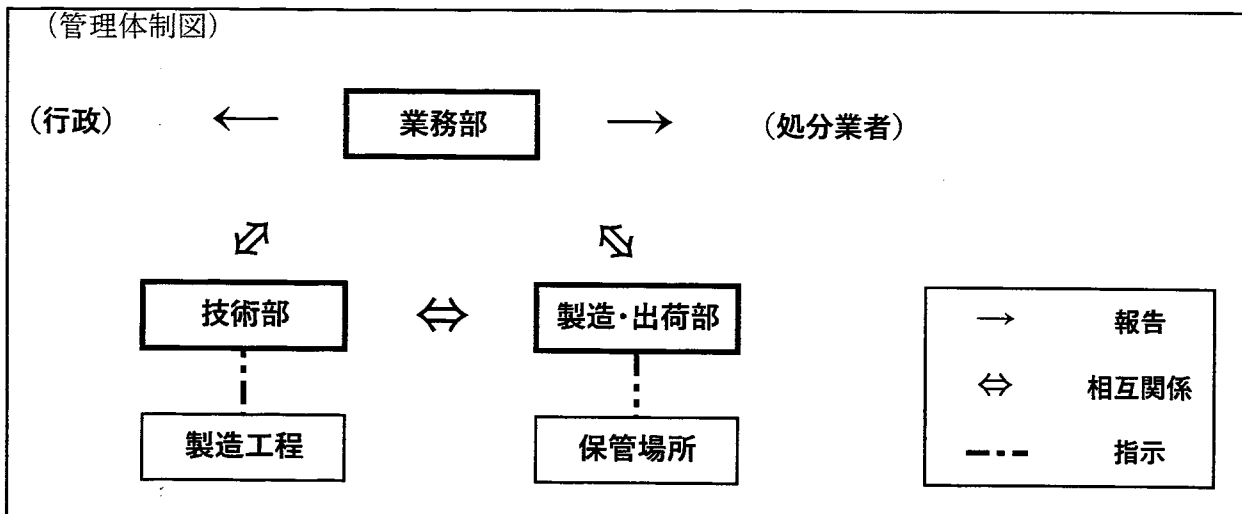 （管理体制図）
（行政） ← 業務部 → （処分業者）
技術部 ⇔ 製造・出荷部
製造工程 保管場所
→ 報告
⇔ 相互関係
指示